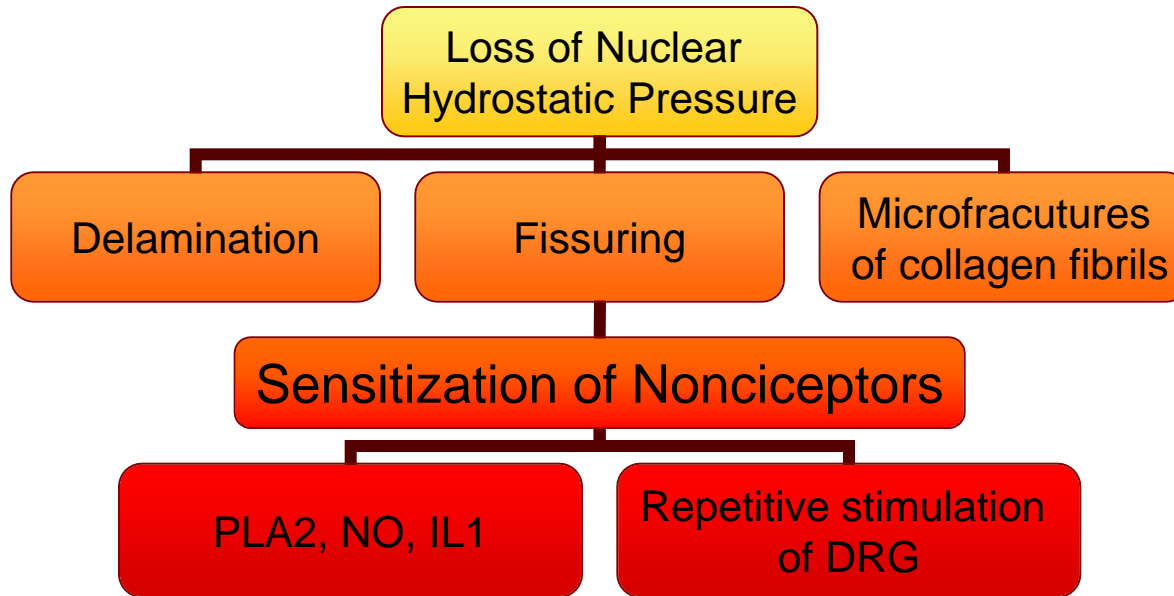 Loss of Nuclear
Hydrostatic Pressure
Delamination
Fissuring
Microfracutures
of collagen fibrils
Sensitization of Nonciceptors
PLA2, NO, IL1
Repetitive stimulation
of DRG